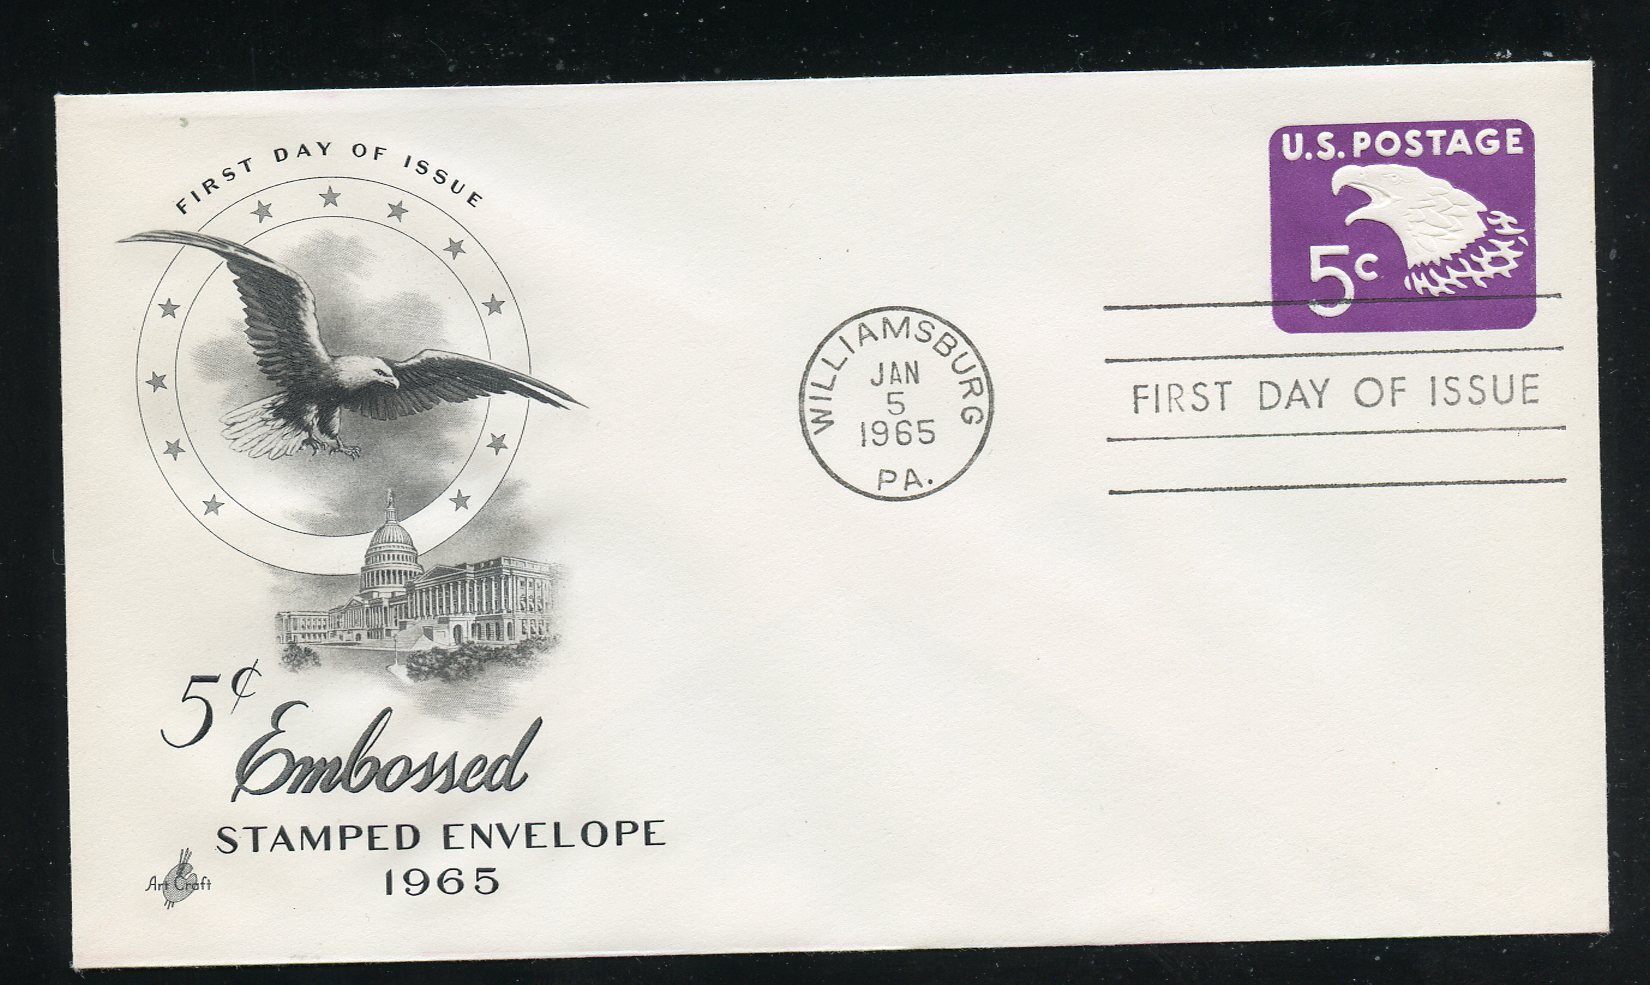 FIRST DAY OF ISSUE
5¢
Embossed
STAMPED ENVELOPE
1965
Art Craft
WILLIAMSBURG
JAN
5
1965
PA.
U.S. POSTAGE
5c
FIRST DAY OF ISSUE